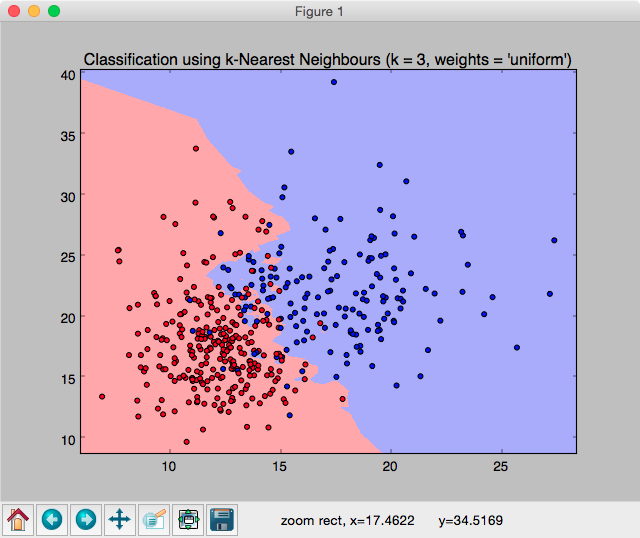 Figure 1
Classification using k-Nearest Neighbours (k = 3, weights = 'uniform')
40
35
30
25
20
15
10
10 15 20 25
zoom rect, x=17.4622 y=34.5169